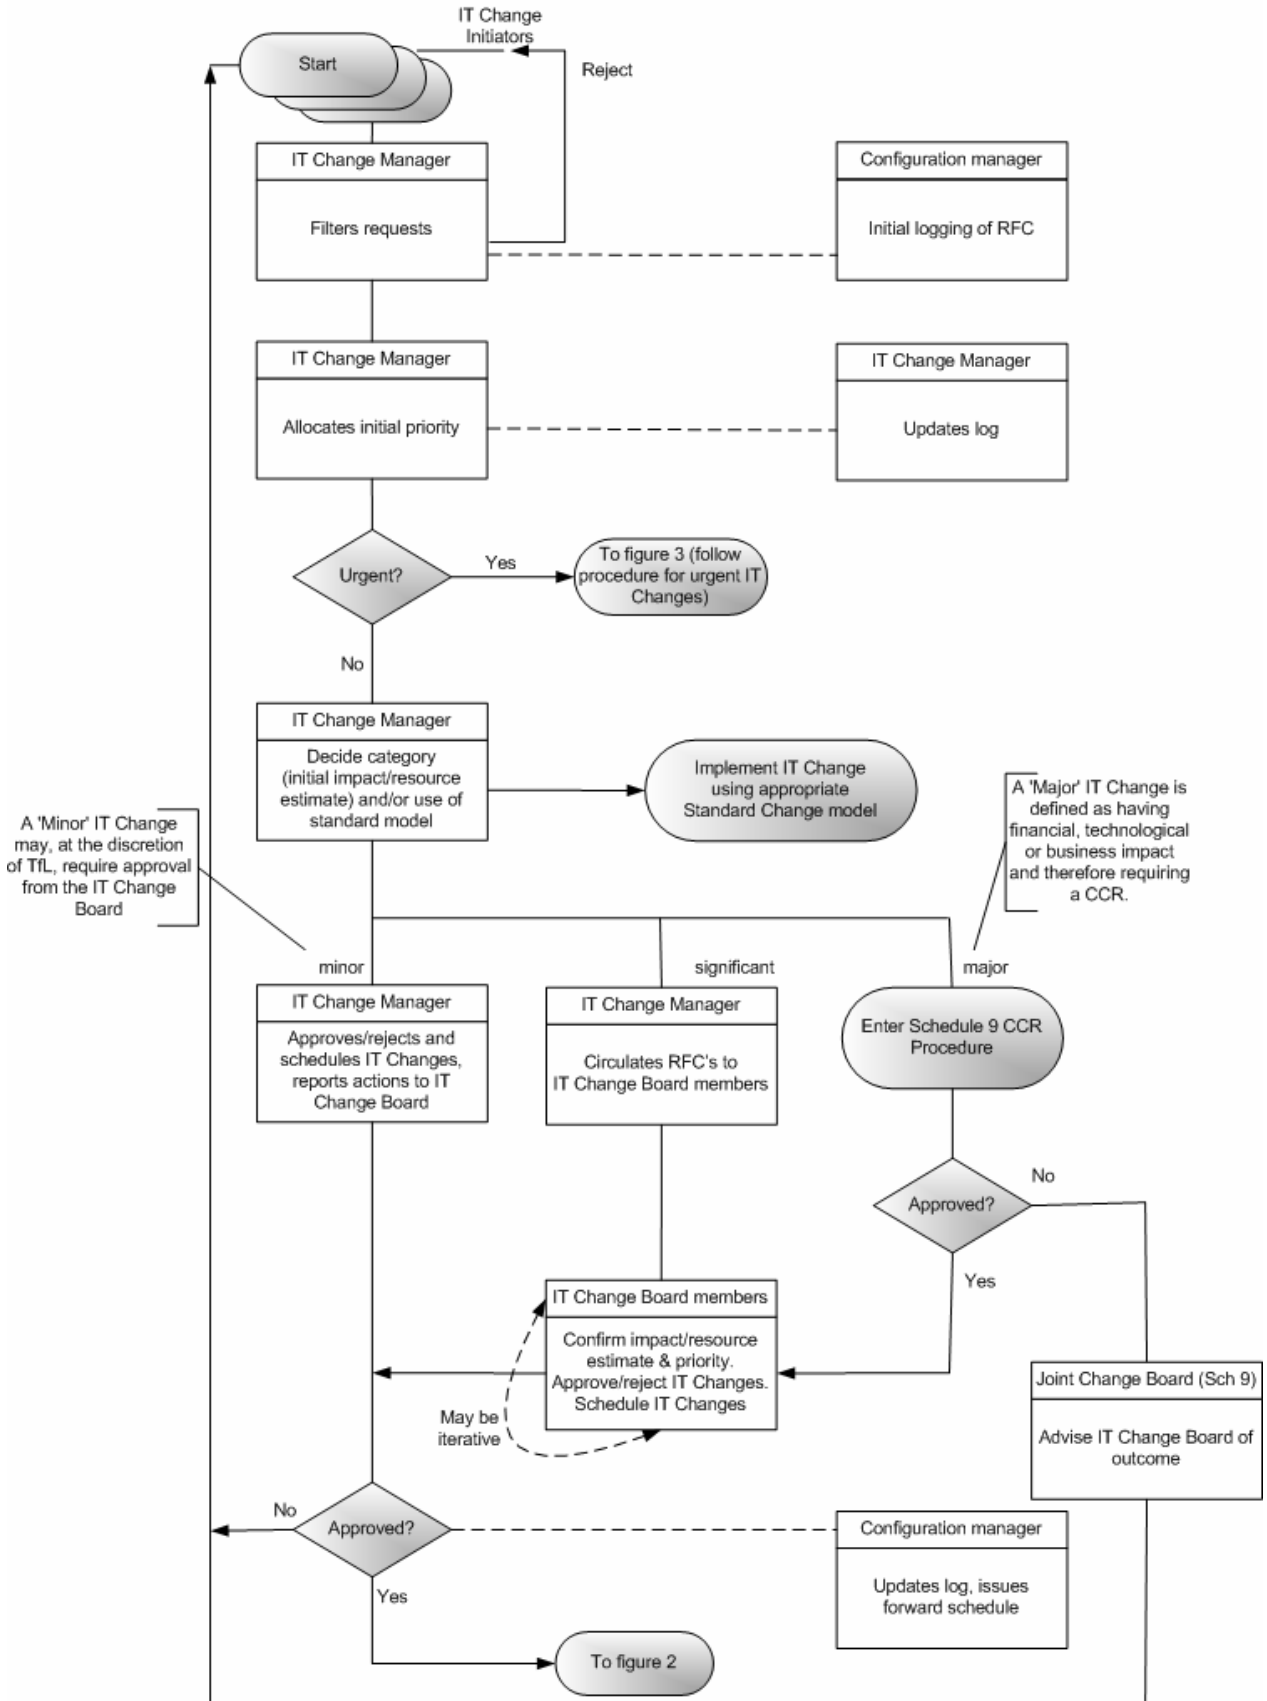 IT Change
Initiators
Start
Reject
IT Change Manager
Filters requests
Configuration manager
Initial logging of RFC
IT Change Manager
Allocates initial priority
IT Change Manager
Updates log
Urgent?
Yes
To figure 3 (follow
procedure for urgent IT
Changes)
No
IT Change Manager
Decide category
(initial impact/resource
estimate) and/or use of
standard model
Implement IT Change
using appropriate
Standard Change model
A 'Major' IT Change is
defined as having
financial, technological
or business impact
and therefore requiring
a CCR.
A 'Minor' IT Change
may, at the discretion
of TfL, require approval
from the IT Change
Board
minor
significant
major
IT Change Manager
Approves/rejects and
schedules IT Changes,
reports actions to IT
Change Board
IT Change Manager
Circulates RFC's to
IT Change Board members
Enter Schedule 9 CCR
Procedure
Approved?
No
Yes
IT Change Board members
Confirm impact/resource
estimate & priority.
Approve/reject IT Changes.
Schedule IT Changes
May be
iterative
Joint Change Board (Sch 9)
Advise IT Change Board of
outcome
No
Approved?
Yes
Configuration manager
Updates log, issues
forward schedule
To figure 2